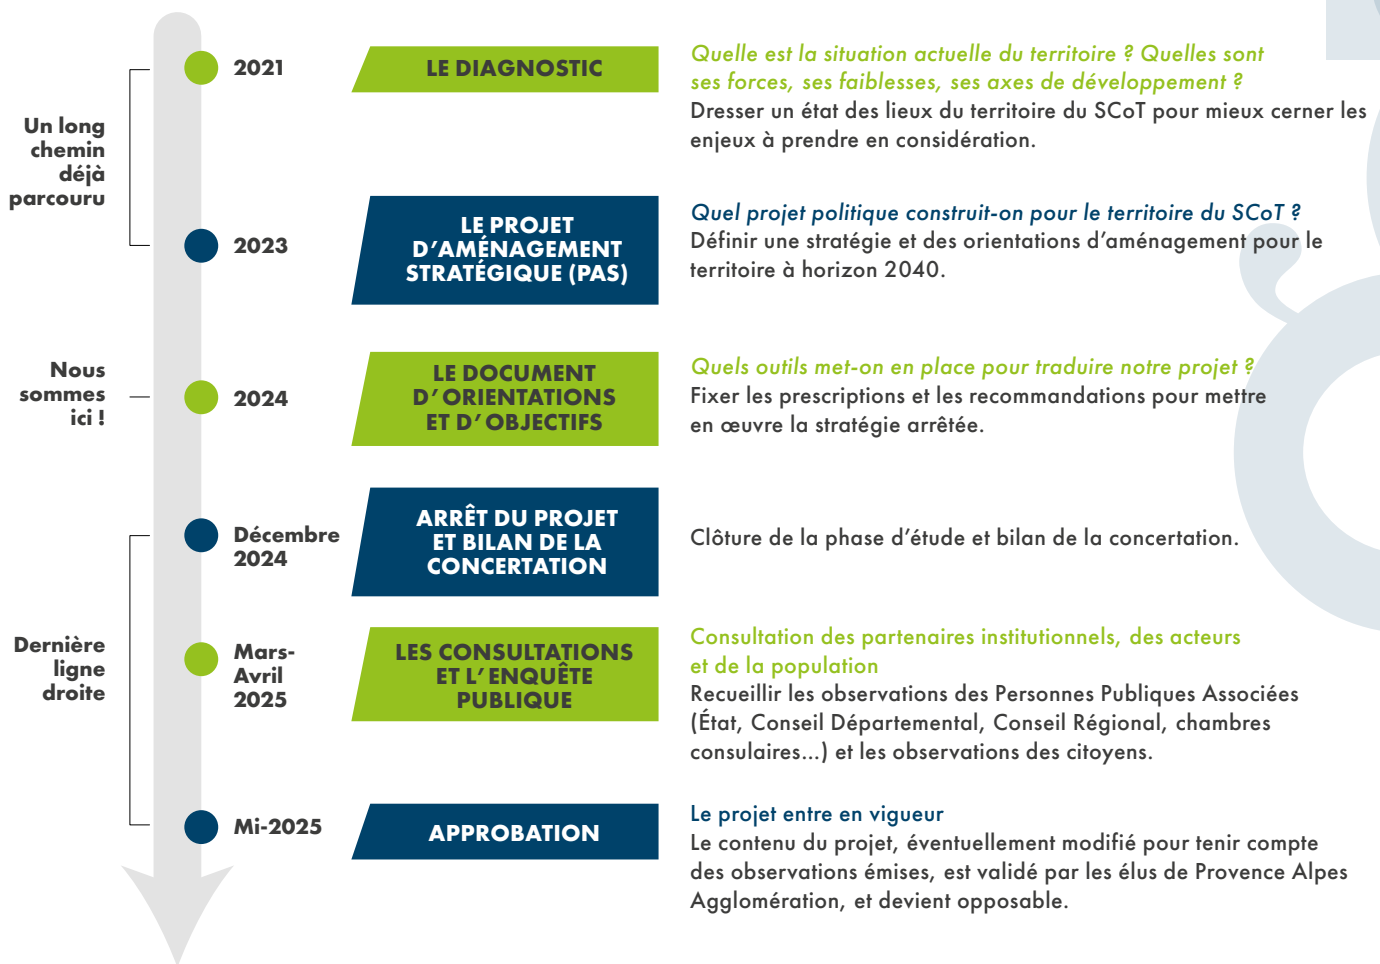 Un long
chemin
déjà
parcouru
2021
LE DIAGNOSTIC
Quelle est la situation actuelle du territoire ? Quelles sont
ses forces, ses faiblesses, ses axes de développement ?
Dresser un état des lieux du territoire du SCoT pour mieux cerner les
enjeux à prendre en considération.
2023
LE PROJET
D'AMÉNAGEMENT
STRATÉGIQUE (PAS)
Quel projet politique construit-on pour le territoire du SCoT ?
Définir une stratégie et des orientations d'aménagement pour le
territoire à horizon 2040.
Nous
sommes
ici !
2024
LE DOCUMENT
D'ORIENTATIONS
ET D'OBJECTIFS
Quels outils met-on en place pour traduire notre projet ?
Fixer les prescriptions et les recommandations pour mettre
en œuvre la stratégie arrêtée.
Décembre
2024
ARRÊT DU PROJET
ET BILAN DE LA
CONCERTATION
Clôture de la phase d'étude et bilan de la concertation.
Dernière
ligne
droite
Mars-
Avril
2025
LES CONSULTATIONS
ET L'ENQUÊTE
PUBLIQUE
Consultation des partenaires institutionnels, des acteurs
et de la population
Recueillir les observations des Personnes Publiques Associées
(État, Conseil Départemental, Conseil Régional, chambres
consulaires...) et les observations des citoyens.
Mi-2025
APPROBATION
Le projet entre en vigueur
Le contenu du projet, éventuellement modifié pour tenir compte
des observations émises, est validé par les élus de Provence Alpes
Agglomération, et devient opposable.